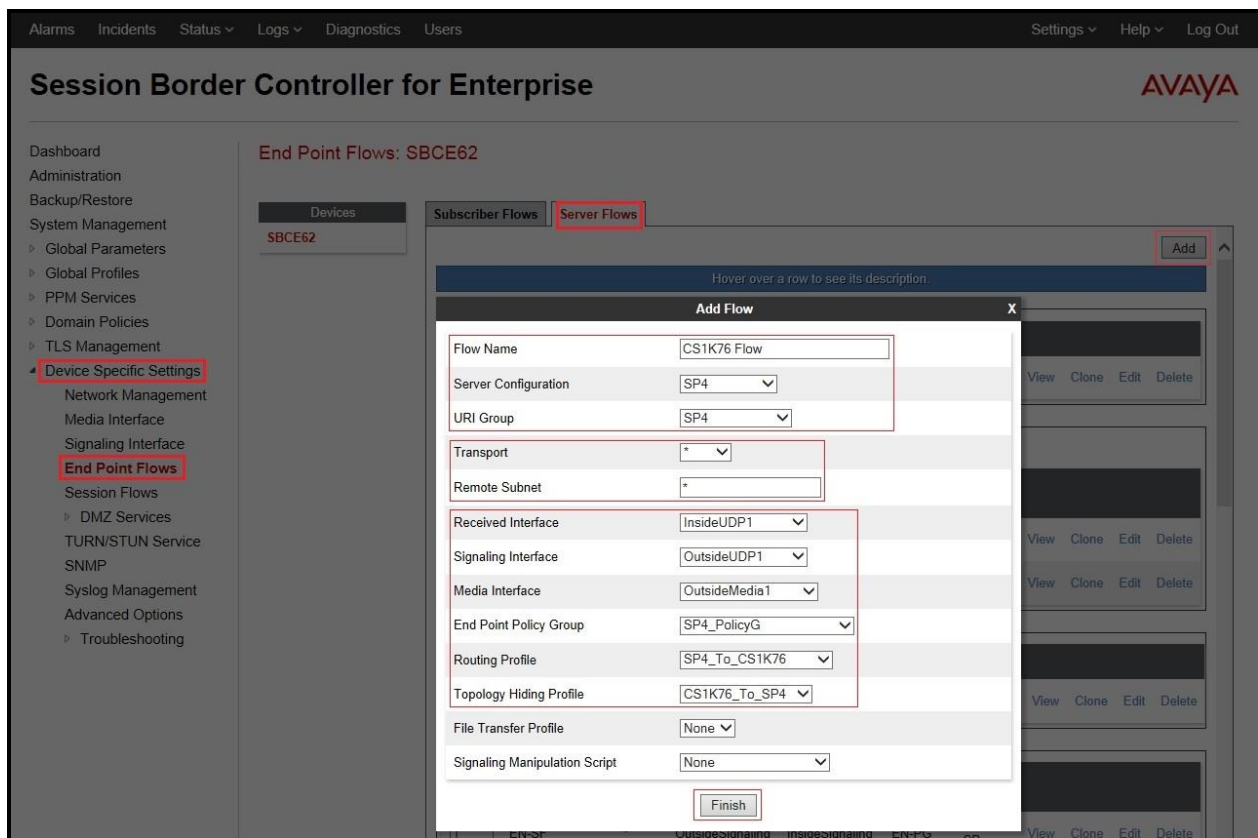 Alarms Incidents Status Logs Diagnostics Users Settings Help Log Out
Session Border Controller for Enterprise
AVAYA
Dashboard
Administration
Backup/Restore
System Management
Global Parameters
Global Profiles
PPM Services
Domain Policies
TLS Management
Device Specific Settings
Network Management
Media Interface
Signaling Interface
End Point Flows
Session Flows
DMZ Services
TURN/STUN Service
SNMP
Syslog Management
Advanced Options
Troubleshooting
End Point Flows: SBCE62
Devices
SBCE62
Subscriber Flows Server Flows
Add
Hover over a row to see its description.
Add Flow X
Flow Name CS1K76 Flow
Server Configuration SP4
URI Group SP4
Transport *
Remote Subnet *
Received Interface InsideUDP1
Signaling Interface OutsideUDP1
Media Interface OutsideMedia1
End Point Policy Group SP4_PolicyG
Routing Profile SP4_To_CS1K76
Topology Hiding Profile CS1K76_To_SP4
File Transfer Profile None
Signaling Manipulation Script None
Finish
View Clone Edit Delete
View Clone Edit Delete
View Clone Edit Delete
View Clone Edit Delete
EN-SF OutsideSignaling InsideSignaling EN-PG View Clone Edit Delete